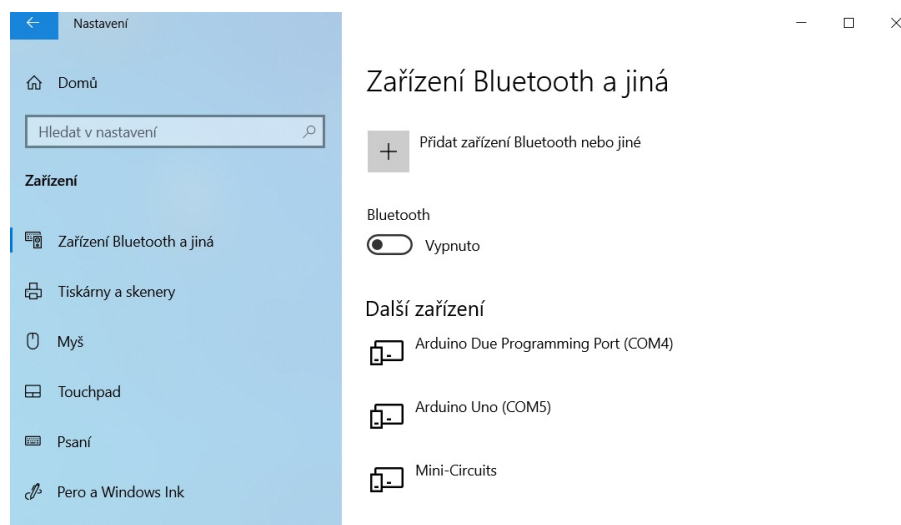 Nastavení
Domů
Hledat v nastavení
Zařízení
Zařízení Bluetooth a jiná
Tiskárny a skenery
Myš
Touchpad
Psaní
Pero a Windows Ink
Zařízení Bluetooth a jiná
Přidat zařízení Bluetooth nebo jiné
Bluetooth
Vypnuto
Další zařízení
Arduino Due Programming Port (COM4)
Arduino Uno (COM5)
Mini-Circuits